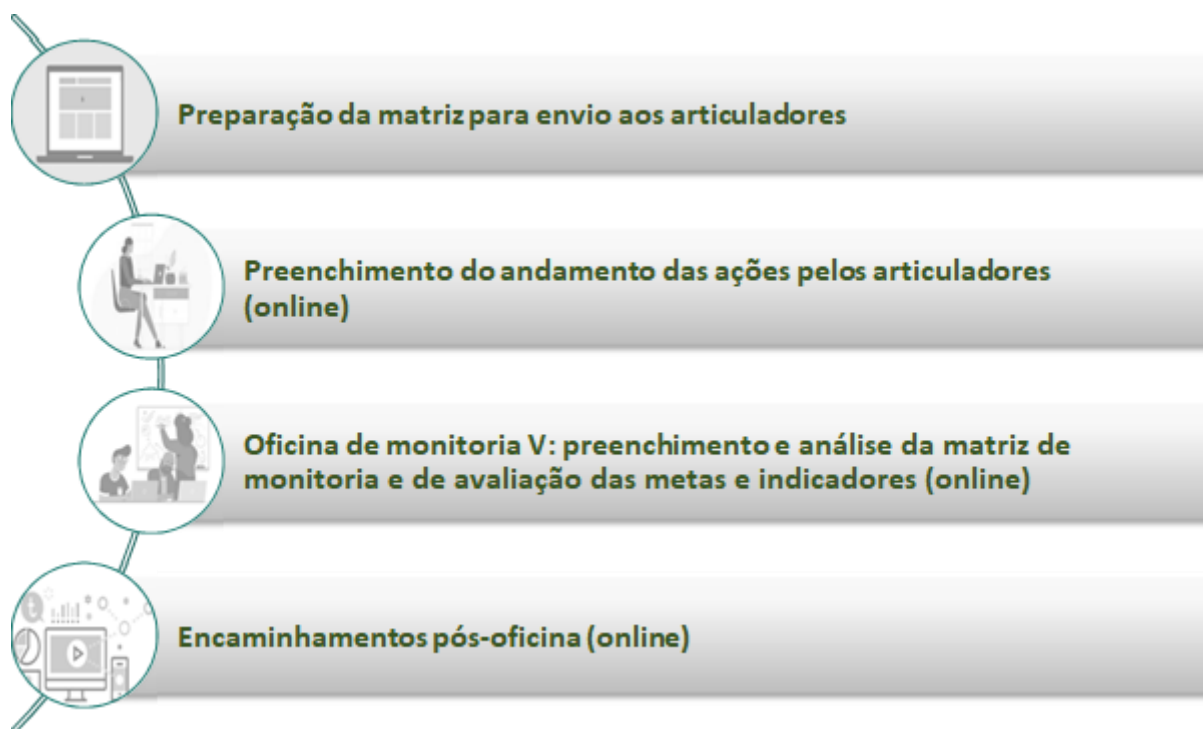 Preparação da matriz para envio aos articuladores
Preenchimento do andamento das ações pelos articuladores
(online)
Oficina de monitoria V: preenchimento e análise da matriz de
monitoria e de avaliação das metas e indicadores (online)
Encaminhamentos pós-oficina (online)